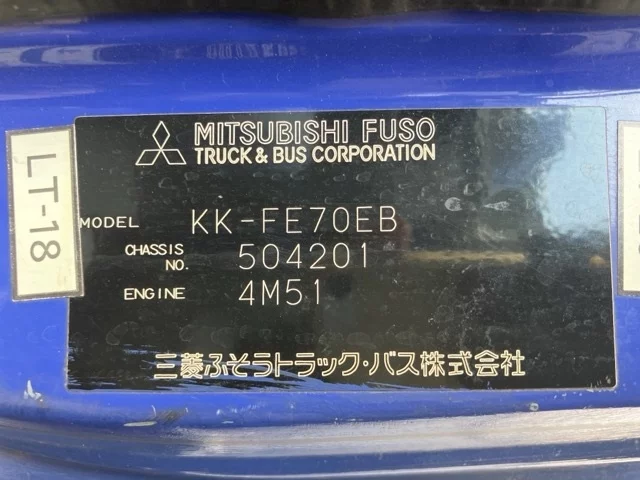 MITSUBISHI FUSO
TRUCK & BUS CORPORATION
MODEL KK-FE70EB
CHASSIS NO. 504201
ENGINE 4M51
三菱ふそうトラック・バス株式会社
LT-18